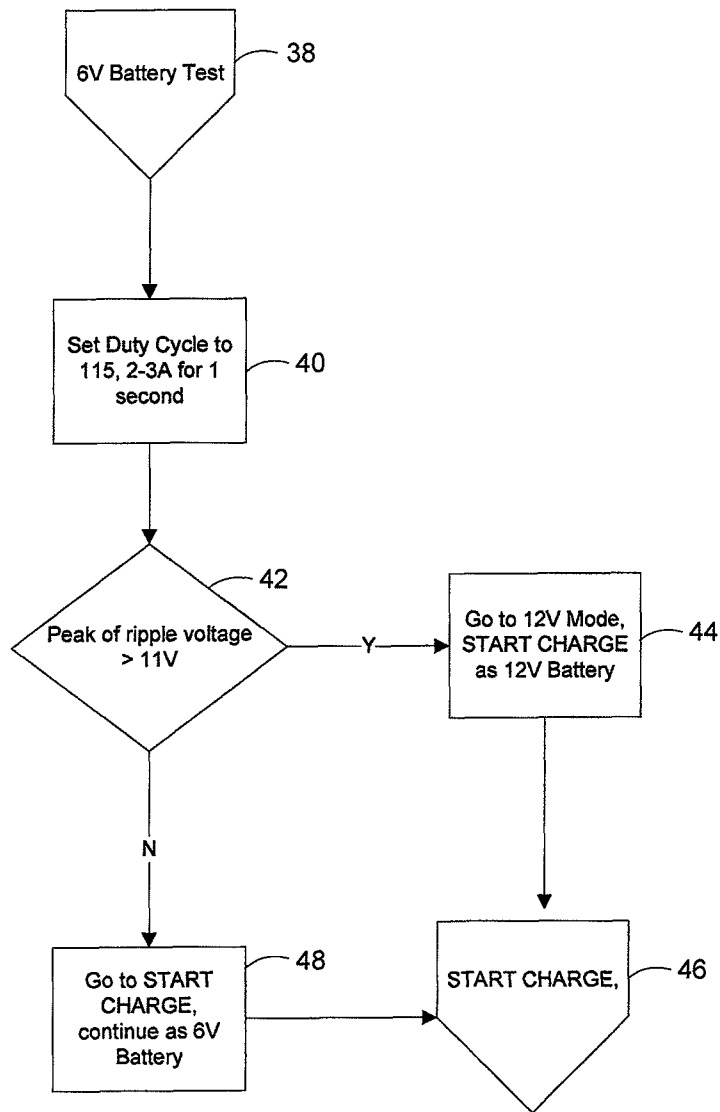 6V Battery Test
38
Set Duty Cycle to
115, 2-3A for 1
second
40
42
Peak of ripple voltage
> 11V
Y
Go to 12V Mode,
START CHARGE
as 12V Battery
44
N
Go to START
CHARGE,
continue as 6V
Battery
48
START CHARGE,
46